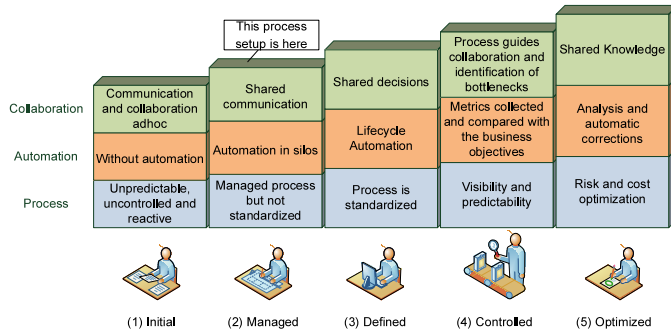 This process
setup is here
Collaboration
Automation
Process
Communication
and collaboration
adhoc
Without automation
Unpredictable,
uncontrolled and
reactive
Shared
communication
Automation in silos
Managed process
but not
standardized
Shared decisions
Lifecycle
Automation
Process is
standardized
Process guides
collaboration and
identification of
bottlenecks
Metrics collected
and compared with
the business
objectives
Visibility and
predictability
Shared Knowledge
Analysis and
automatic
corrections
Risk and cost
optimization
(1) Initial
(2) Managed
(3) Defined
(4) Controlled
(5) Optimized